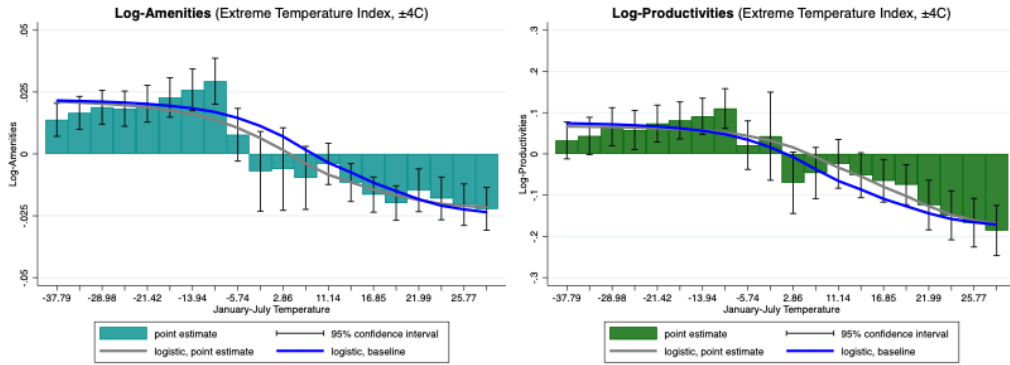 Log-Amenities (Extreme Temperature Index, ±4C)
.05
.025
0
-.025
-.05
Log-Amenities
-37.79 -28.98 -21.42 -13.94 -5.74 2.86 11.14 16.85 21.99 25.77
January-July Temperature
point estimate 95% confidence interval
logistic, point estimate logistic, baseline
Log-Productivities (Extreme Temperature Index, ±4C)
.3
.2
.1
0
-.1
-.2
-.3
Log-Productivities
-37.79 -28.98 -21.42 -13.94 -5.74 2.86 11.14 16.85 21.99 25.77
January-July Temperature
point estimate 95% confidence interval
logistic, point estimate logistic, baseline